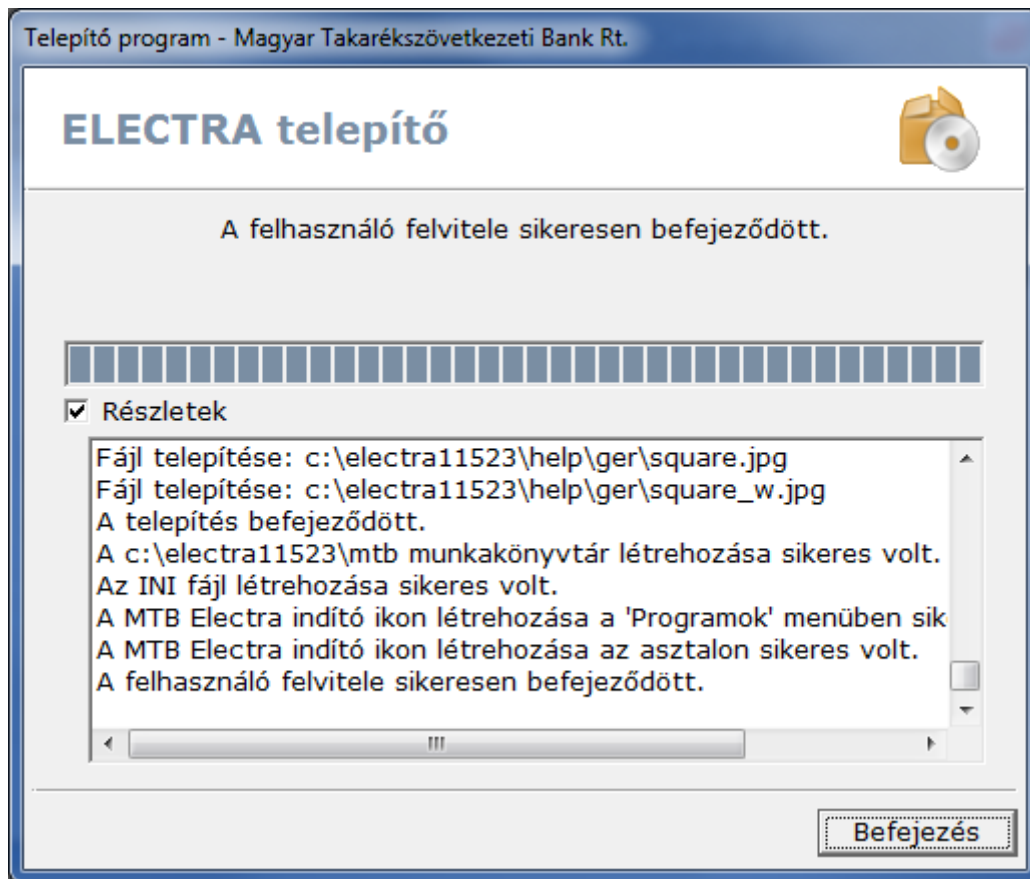 Telepítő program - Magyar Takarékszövetkezeti Bank Rt.
ELECTRA telepítő
A felhasználó felvitele sikeresen befejeződött.
Részletek
Fájl telepítése: c:\electra11523\help\ger\square.jpg
Fájl telepítése: c:\electra11523\help\ger\square_w.jpg
A telepítés befejeződött.
A c:\electra11523\mtb munkakönyvtár létrehozása sikeres volt.
Az INI fájl létrehozása sikeres volt.
A MTB Electra indító ikon létrehozása a 'Programok' menüben sik
A MTB Electra indító ikon létrehozása az asztalon sikeres volt.
A felhasználó felvitele sikeresen befejeződött.
Befejezés